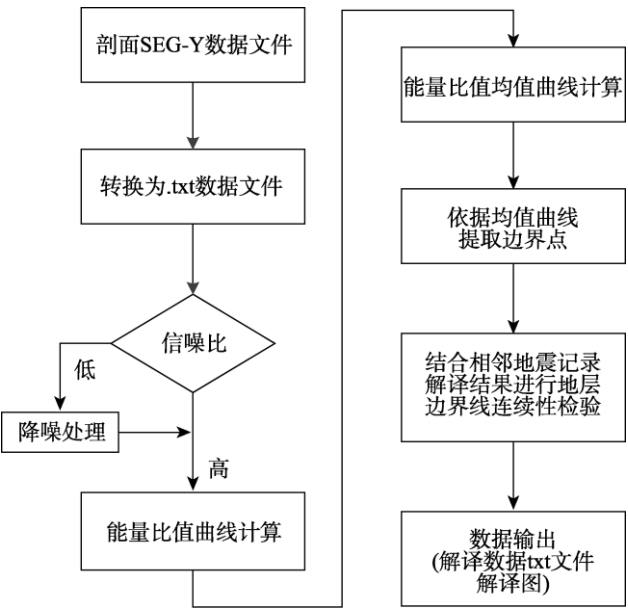 剖面SEG-Y数据文件
转换为.txt数据文件
信噪比
低
降噪处理
高
能量比值曲线计算
能量比值均值曲线计算
依据均值曲线
提取边界点
结合相邻地震记录
解译结果进行地层
边界线连续性检验
数据输出
(解译数据txt文件
解译图)